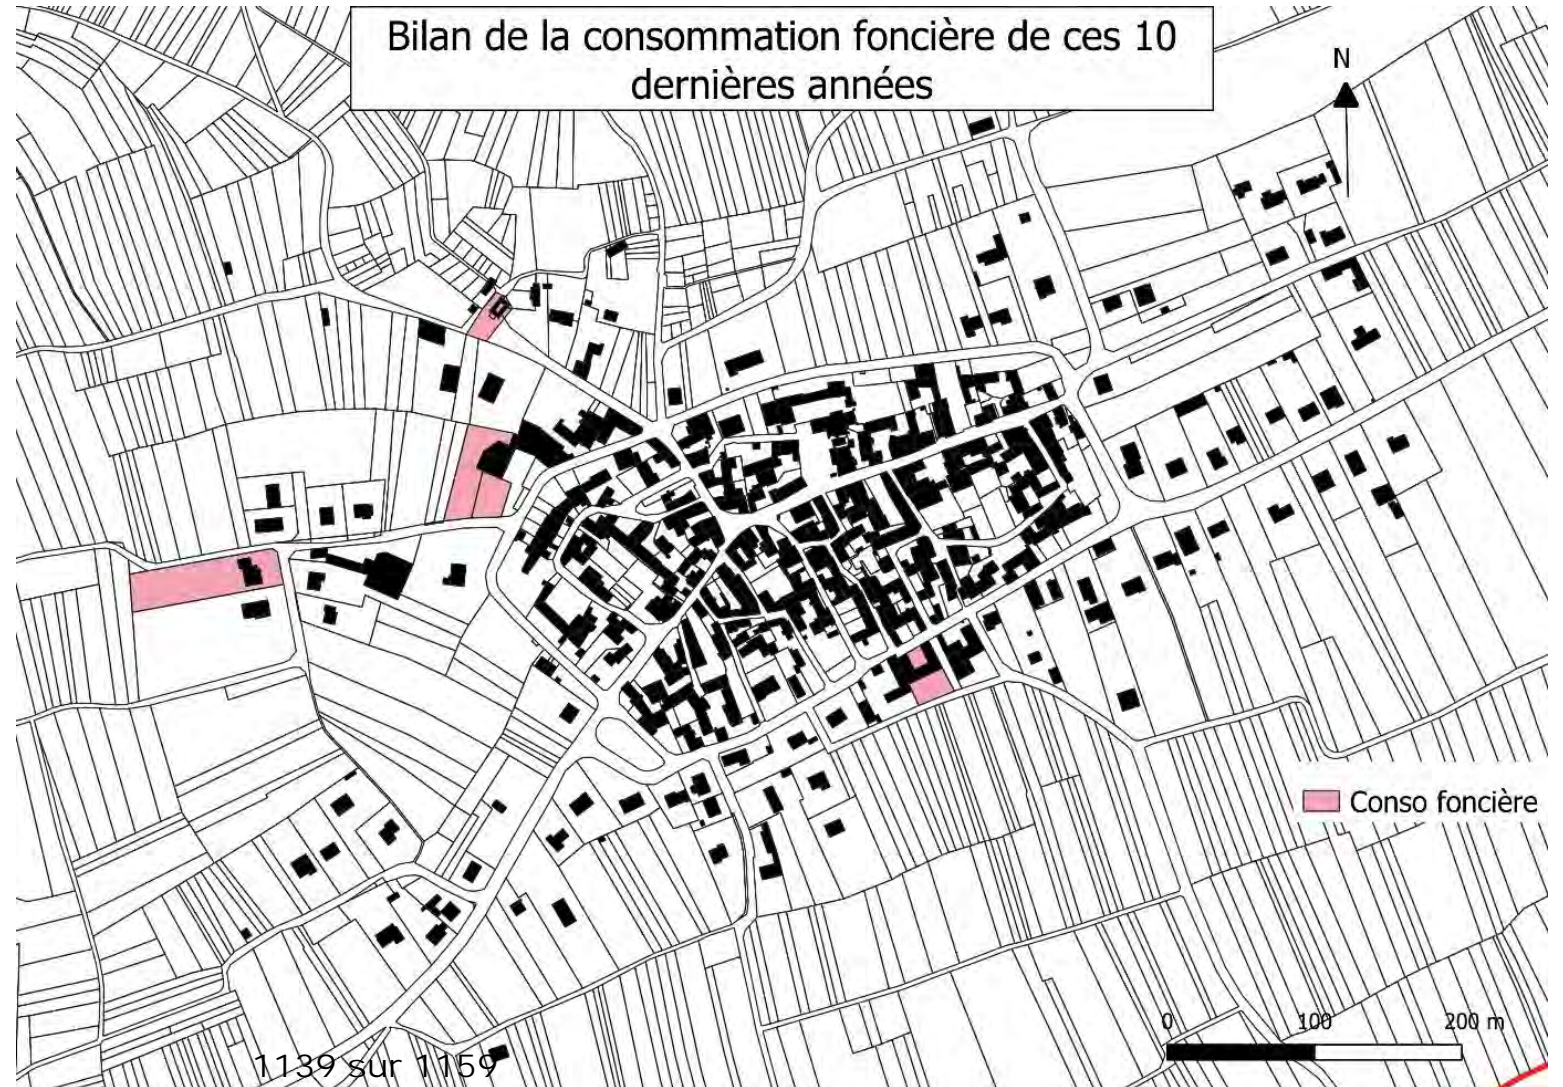 Bilan de la consommation foncière de ces 10
dernières années
N
Conso foncière
0 100 200 m
1139 sur 1159